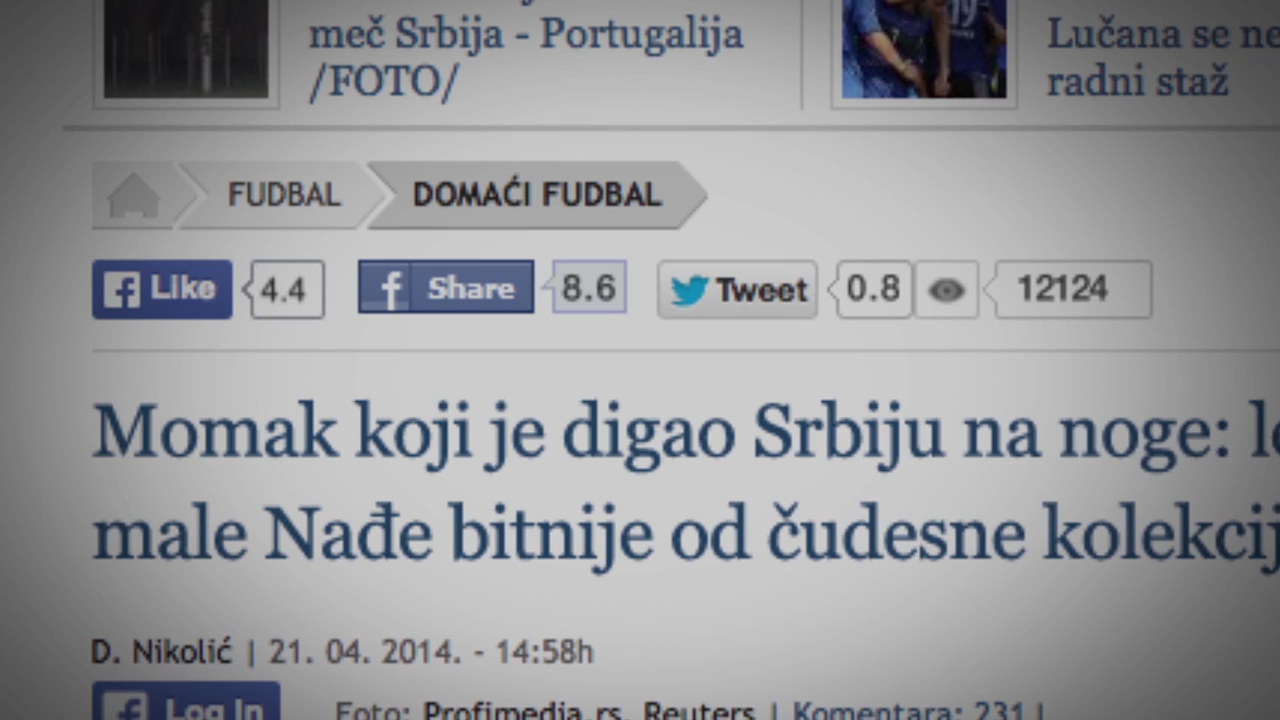 meč Srbija - Portugalija
/FOTO/
Lučana se
radni staž
FUDBAL
DOMAĆI FUDBAL
Like 4.4 Share 8.6 Tweet 0.8 12124
Momak koji je digao Srbiju na noge:
male Nađe bitnije od čudesne
D. Nikolić | 21. 04. 2014. - 14:58h
Log In
Foto: Profimedia.rs, Reuters | Komentara: 231 |